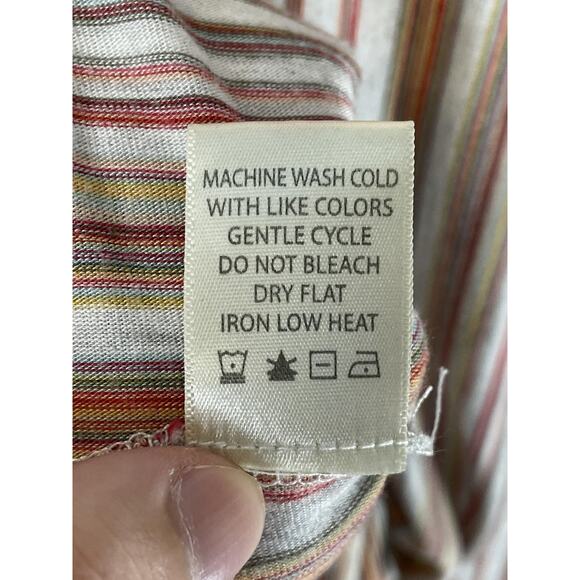 MACHINE WASH COLD
WITH LIKE COLORS
GENTLE CYCLE
DO NOT BLEACH
DRY FLAT
IRON LOW HEAT